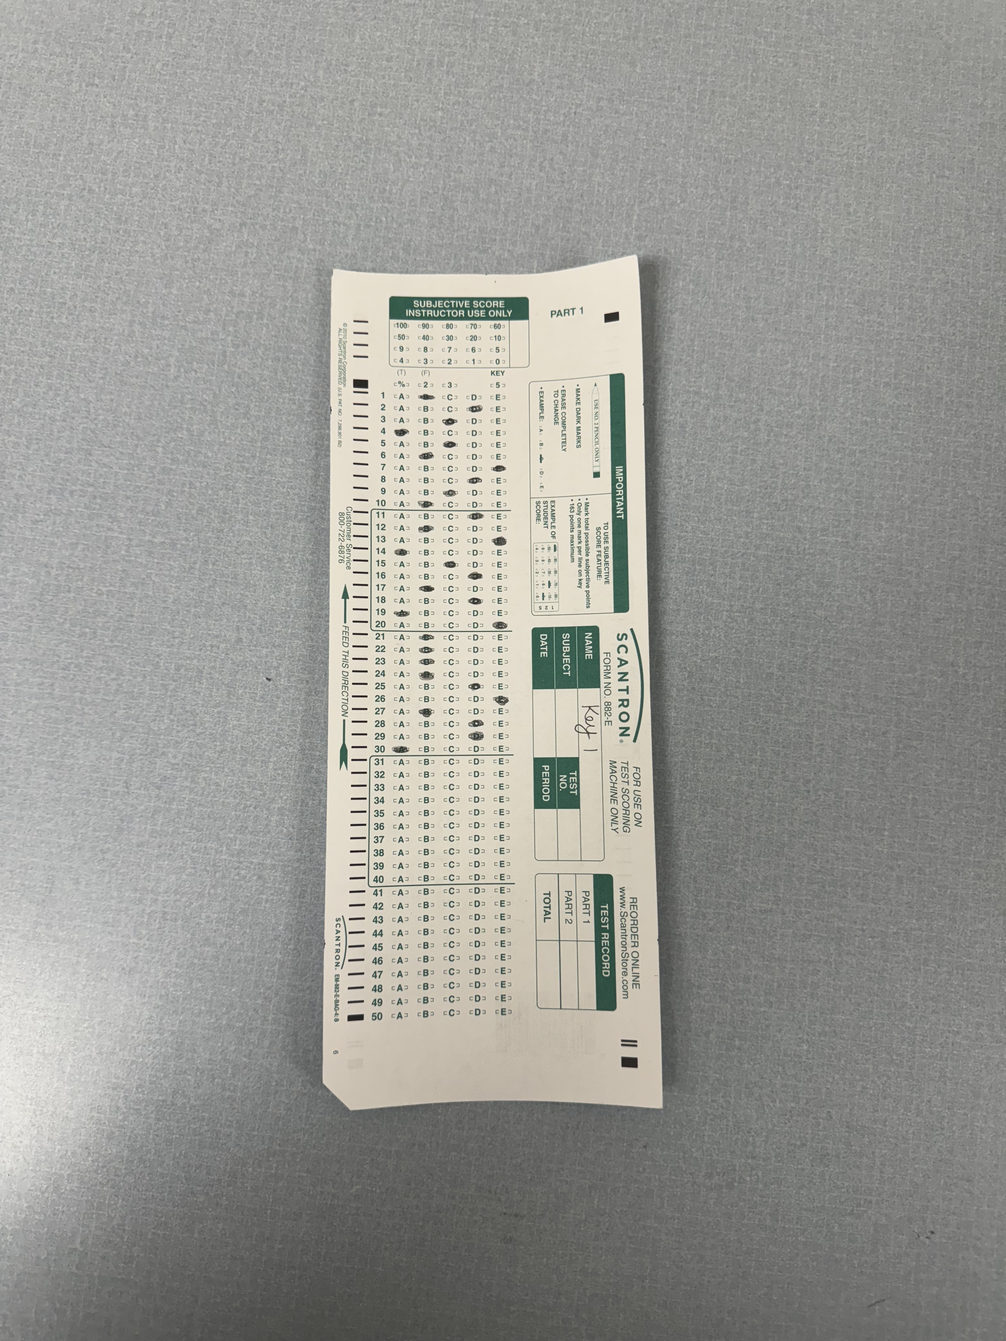 SUBJECTIVE SCORE
INSTRUCTOR USE ONLY
100 90 80 70 60
50 40 30 20 10
9 8 7 6 5
4 3 2 1 0
PART 1
(T) (F) KEY
% 2 3 5
1 A C D E
2 A B C E
3 A B D E
4 B C D E
5 A B D E
6 A C D E
7 A B C D
8 A B C E
9 A B D E
10 A C D E
11 A B C E
12 A C D E
13 A B C D
14 B C D E
15 A B D E
16 A B C E
17 A C D E
18 A B C E
19 B C D E
20 A B C D
21 A C D E
22 A C D E
23 A C D E
24 A C D E
25 A B C E
26 A B C D
27 A C D E
28 A B C E
29 A B C E
30 B C D E
31 A B C D E
32 A B C D E
33 A B C D E
34 A B C D E
35 A B C D E
36 A B C D E
37 A B C D E
38 A B C D E
39 A B C D E
40 A B C D E
41 A B C D E
42 A B C D E
43 A B C D E
44 A B C D E
45 A B C D E
46 A B C D E
47 A B C D E
48 A B C D E
49 A B C D E
50 A B C D E
IMPORTANT
USE NO. 2 PENCIL ONLY
• MAKE DARK MARKS
• ERASE COMPLETELY
TO CHANGE
• EXAMPLE:
TO USE SUBJECTIVE
SCORE FEATURE:
• Mark total possible subjective points
• Only one mark per line on key
• 163 points maximum
EXAMPLE OF
STUDENT
SCORE:
SCANTRON®
FORM NO. 882-E
FOR USE ON
TEST SCORING
MACHINE ONLY
REORDER ONLINE
www.ScantronStore.com
NAME Key 1
SUBJECT
TEST
NO.
DATE
PERIOD
TEST RECORD
PART 1
PART 2
TOTAL
Customer Service
800-722-6876
FEED THIS DIRECTION
SCANTRON.
ALL RIGHTS RESERVED.